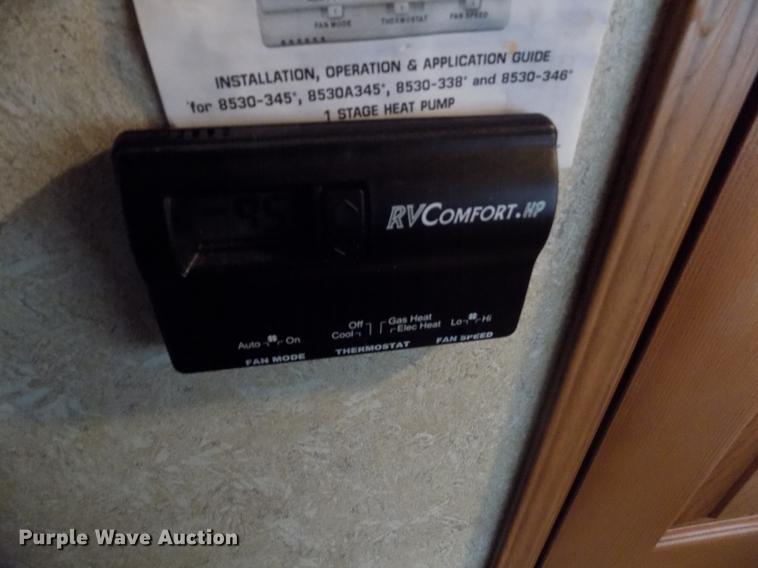 FAN MODE THERMOSTAT FAN SPEED
INSTALLATION, OPERATION & APPLICATION GUIDE
*for 8530-345*, 8530A345*, 8530-338* and 8530-346*
1 STAGE HEAT PUMP
RVCOMFORT.HP
Off Gas Heat
Auto On Cool Elec Heat Lo Hi
FAN MODE THERMOSTAT FAN SPEED
Purple Wave Auction